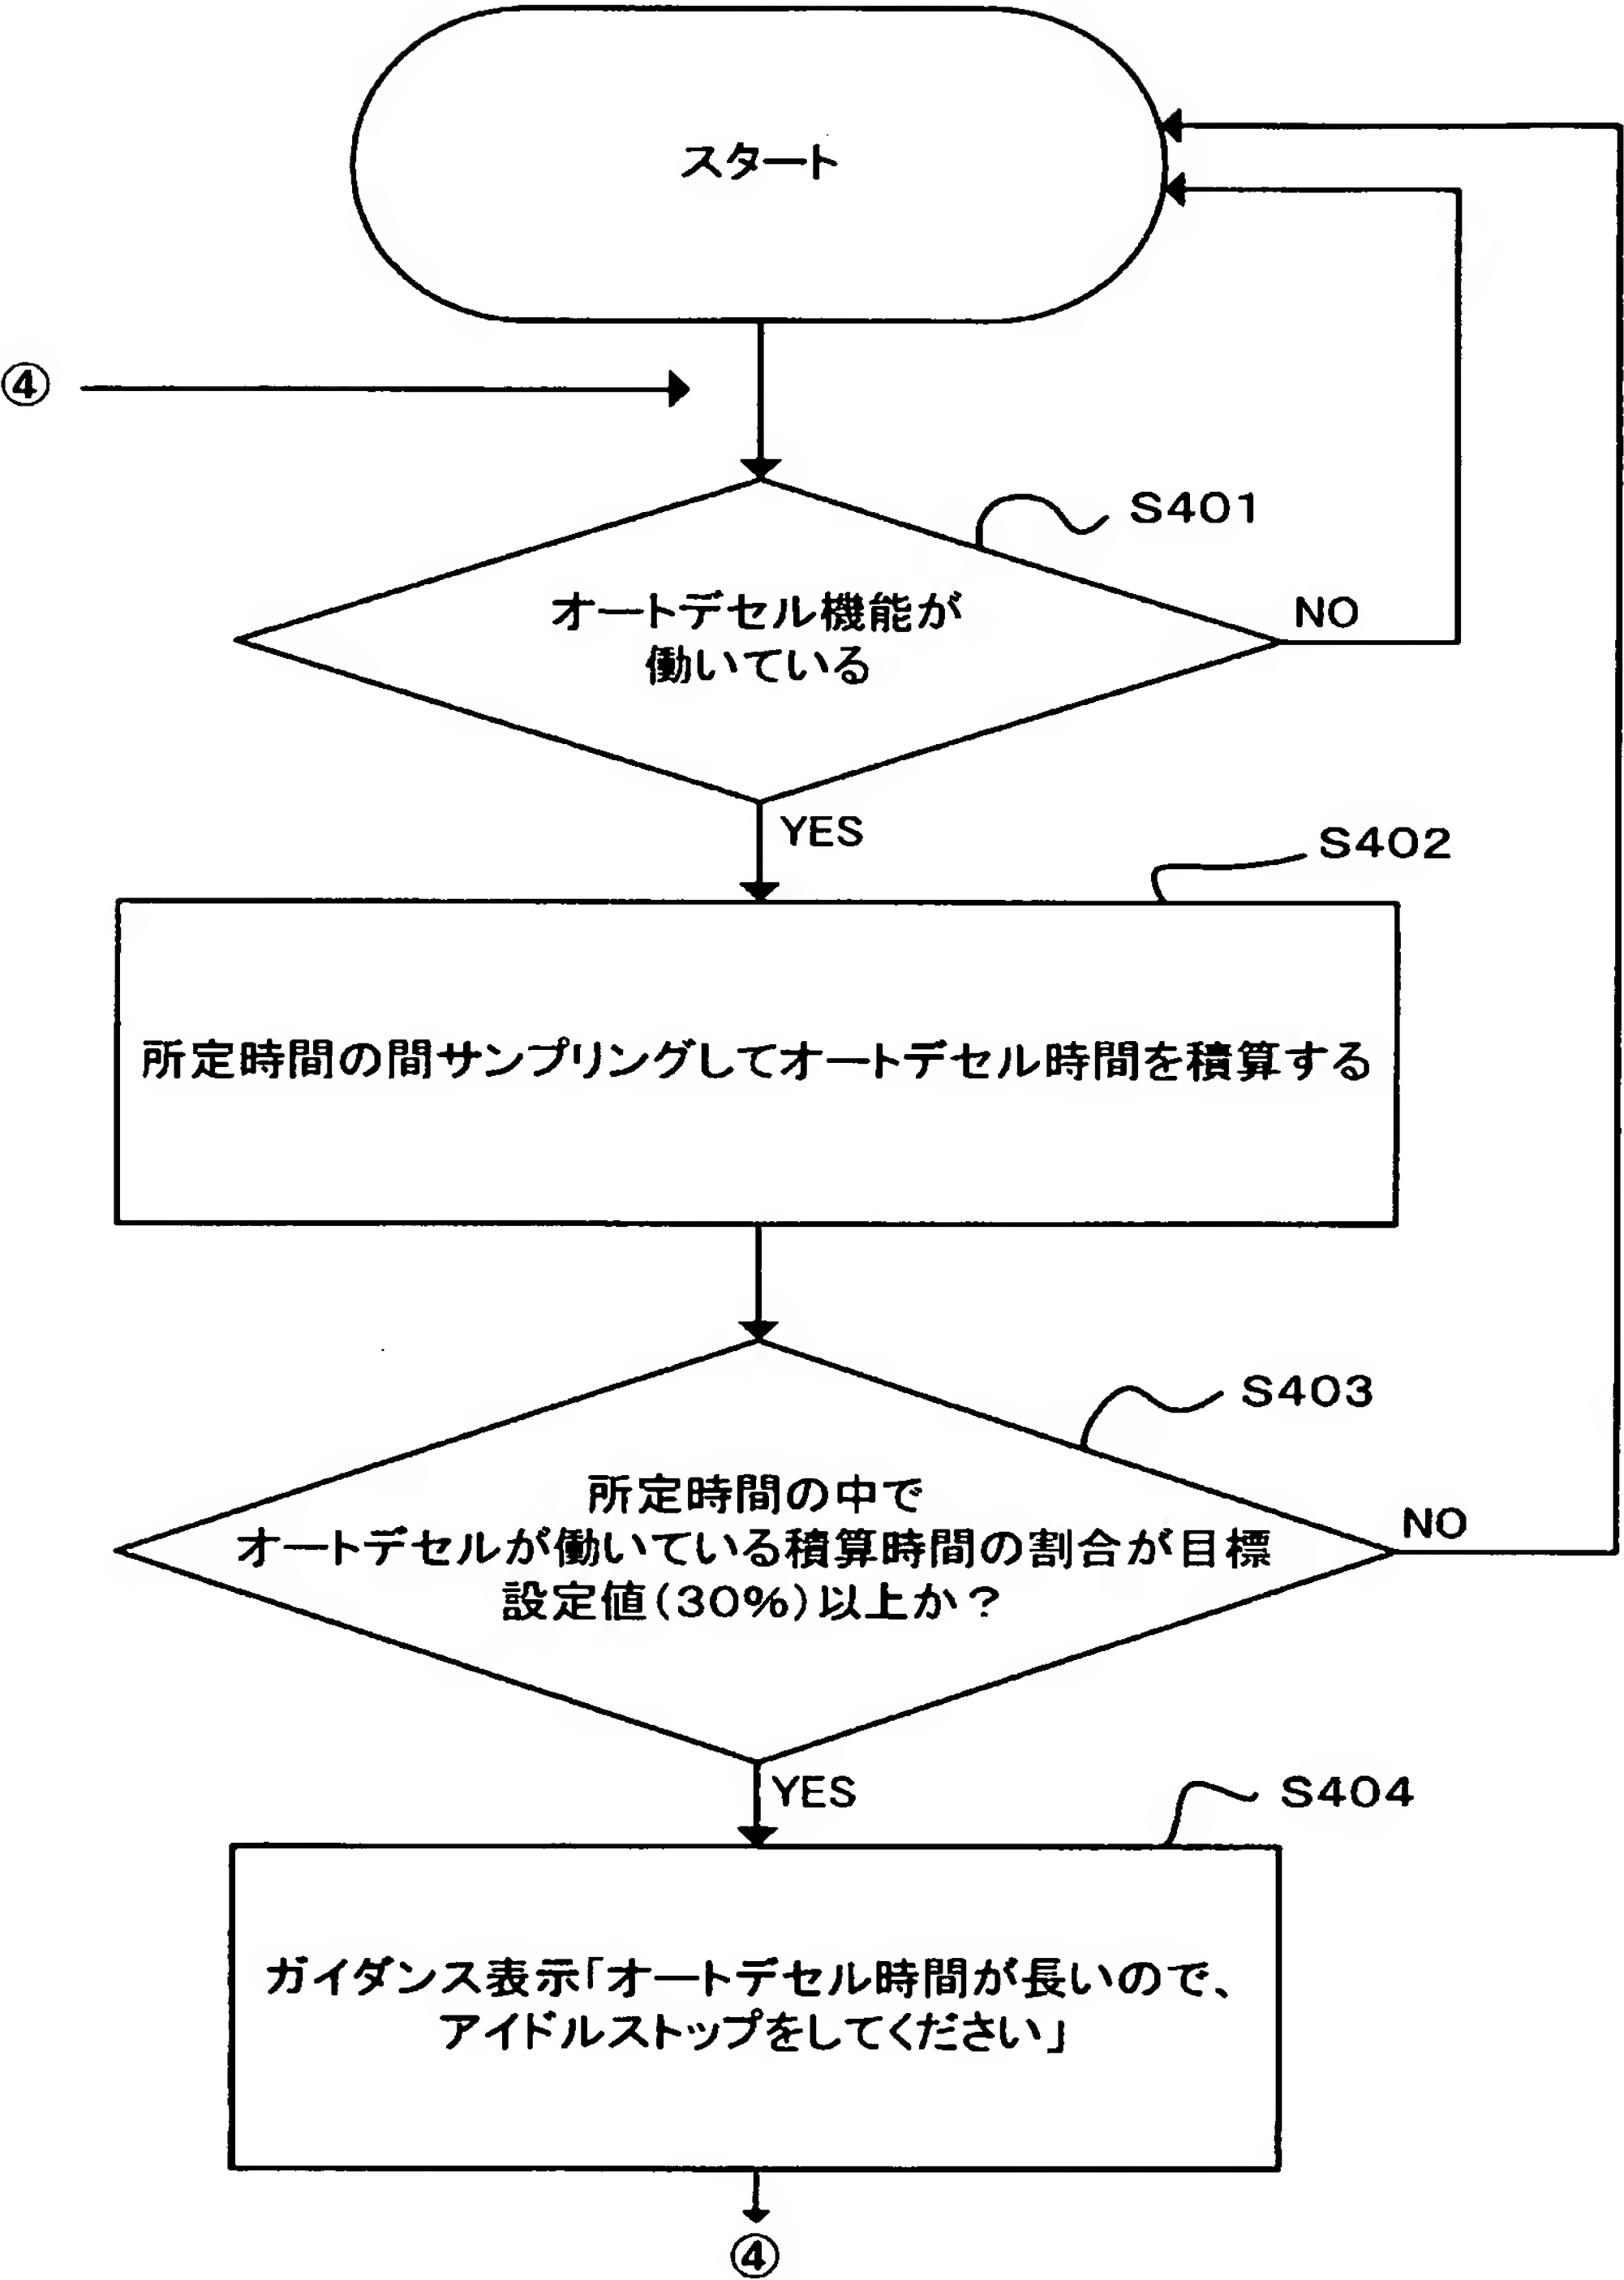 スタート
④
S401
オートデセル機能が
働いている
NO
YES
S402
所定時間の間サンプリングしてオートデセル時間を積算する
S403
所定時間の中で
オートデセルが働いている積算時間の割合が目標
設定値(30%)以上か?
NO
YES
S404
ガイダンス表示「オートデセル時間が長いので、
アイドルストップをしてください」
④